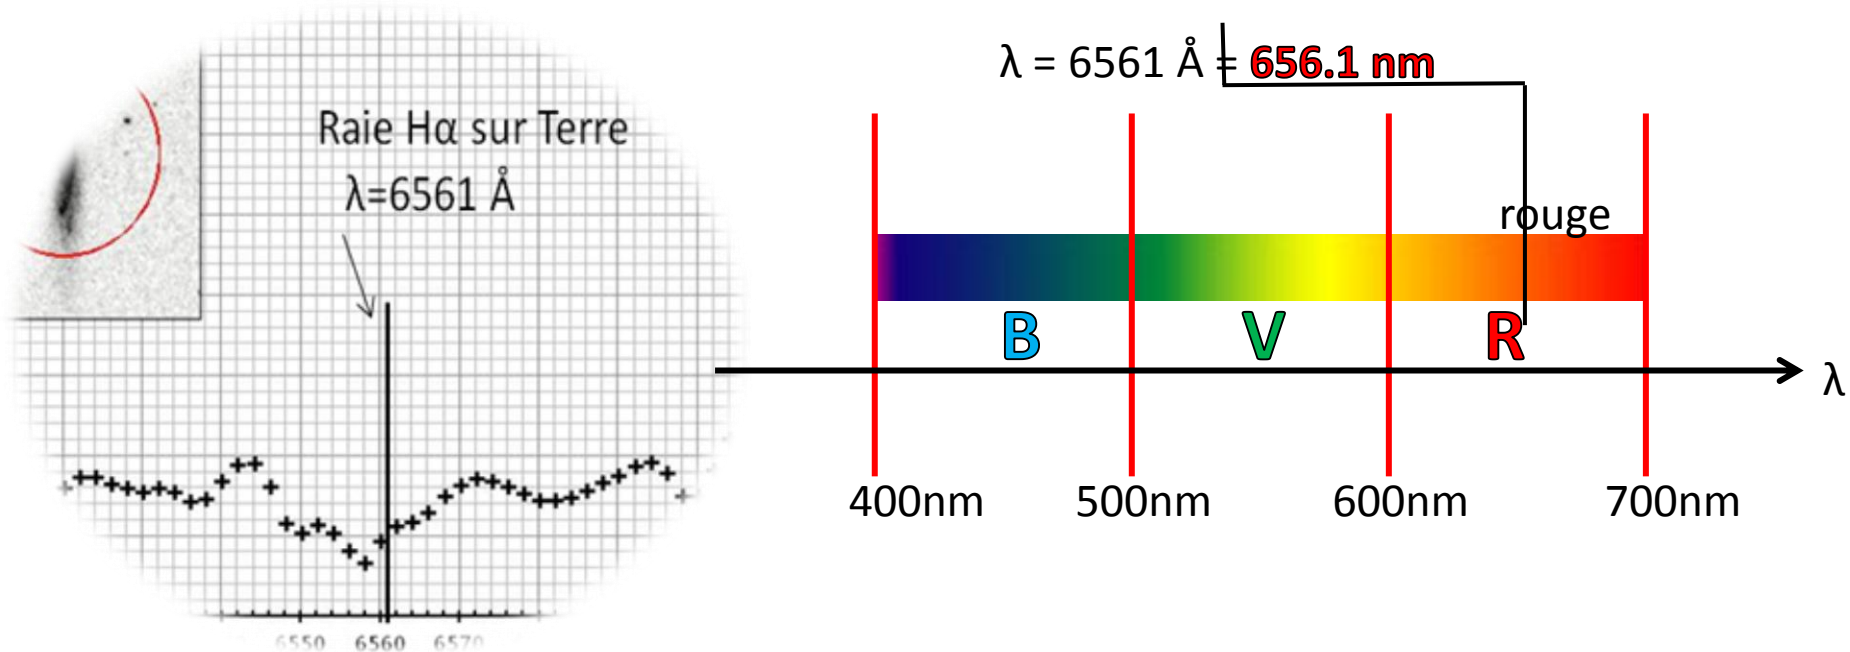 Raie Hα sur Terre
λ=6561 Å
6550 6560 6570
λ = 6561 Å = 656.1 nm
rouge
B V R
λ
400nm 500nm 600nm 700nm